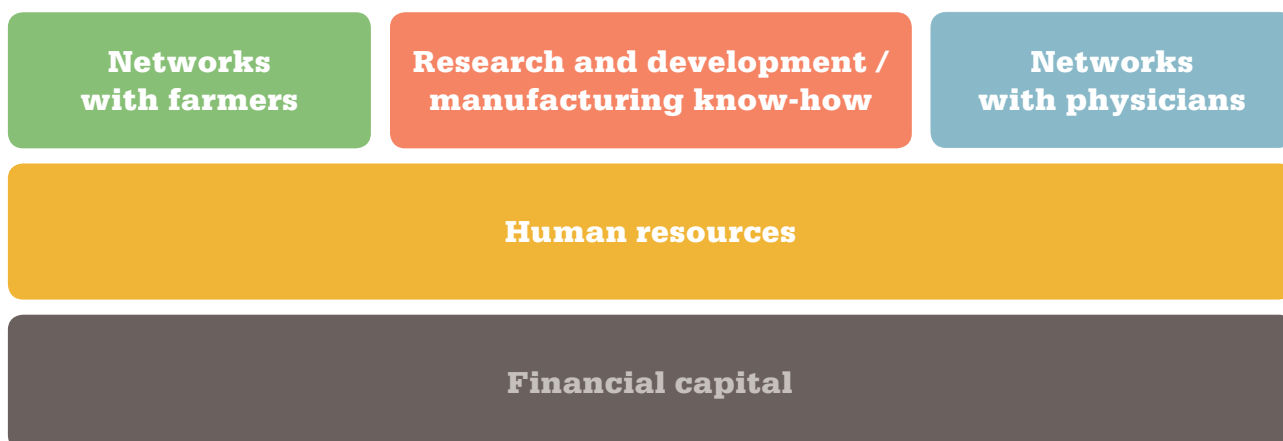 Networks
with farmers
Research and development /
manufacturing know-how
Networks
with physicians
Human resources
Financial capital